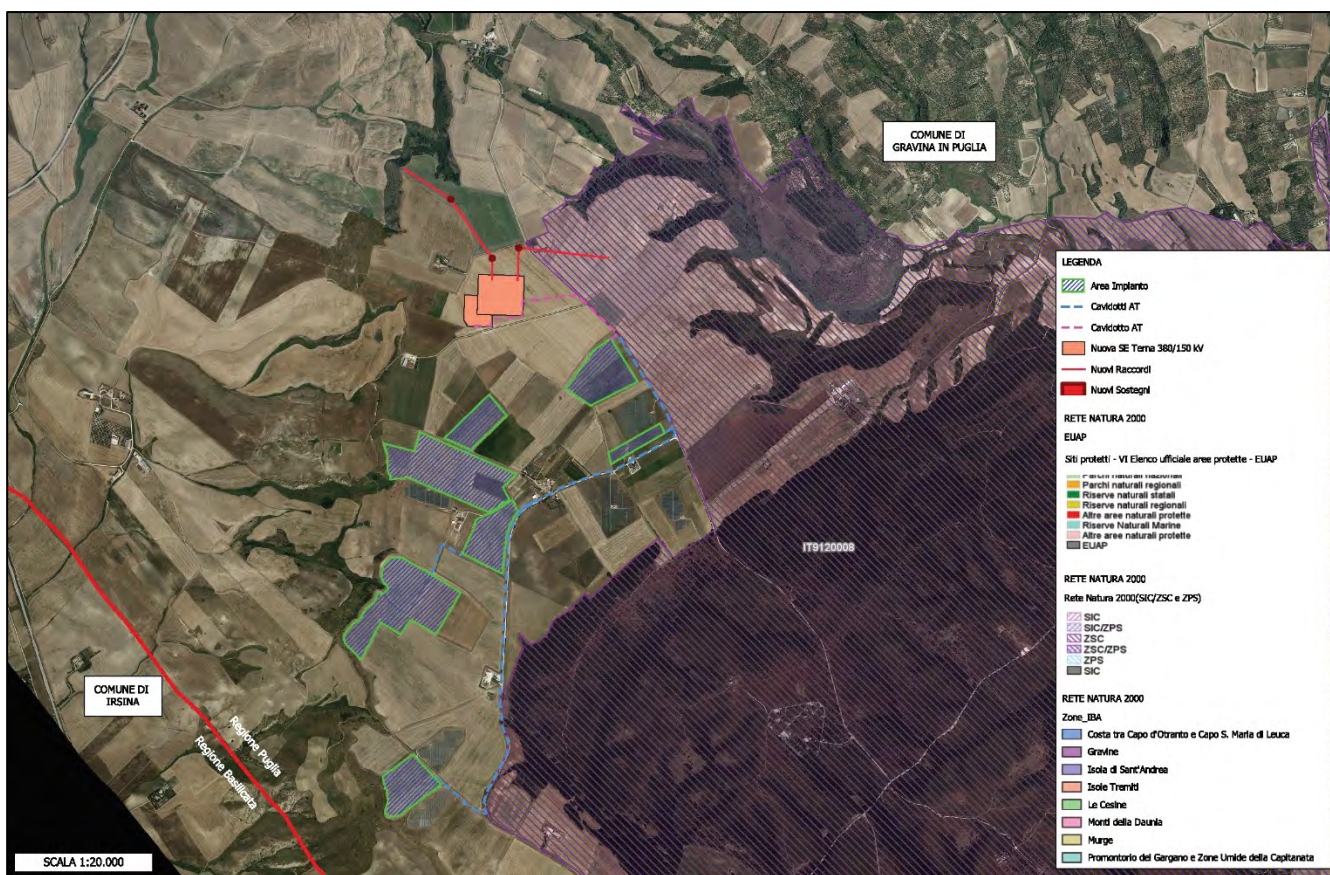 COMUNE DI
GRAVINA IN PUGLIA
IT9120008
COMUNE DI
IRSINA
Regione Puglia
Regione Basilicata
SCALA 1:20.000
LEGENDA
Area Impianto
Cavidotti AT
Cavidotto AT
Nuova SE Terna 380/150 kV
Nuovi Raccordi
Nuovi Sostegni
RETE NATURA 2000
EUAP
Siti protetti - VI Elenco ufficiale aree protette - EUAP
Parchi naturali nazionali
Parchi naturali regionali
Riserve naturali statali
Riserve naturali regionali
Altre aree naturali protette
Riserve Naturali Marine
Altre aree naturali protette
EUAP
RETE NATURA 2000
Rete Natura 2000(SIC/ZSC e ZPS)
SIC
SIC/ZPS
ZSC
ZSC/ZPS
ZPS
SIC
RETE NATURA 2000
Zone_IBA
Costa tra Capo d'Otranto e Capo S. Maria di Leuca
Gravine
Isola di Sant'Andrea
Isole Tremiti
Le Cesine
Monti della Daunia
Murge
Promontorio del Gargano e Zone Umide della Capitanata